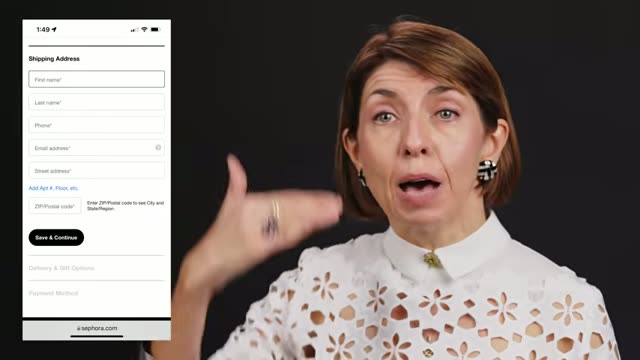 1:49
Shipping Address
First name*
Last name*
Phone*
Email address*
Street address*
Add Apt #, Floor, etc.
ZIP/Postal code*
Enter ZIP/Postal code to see City and
State/Region
Save & Continue
Delivery & Gift Options
Payment Method
sephora.com